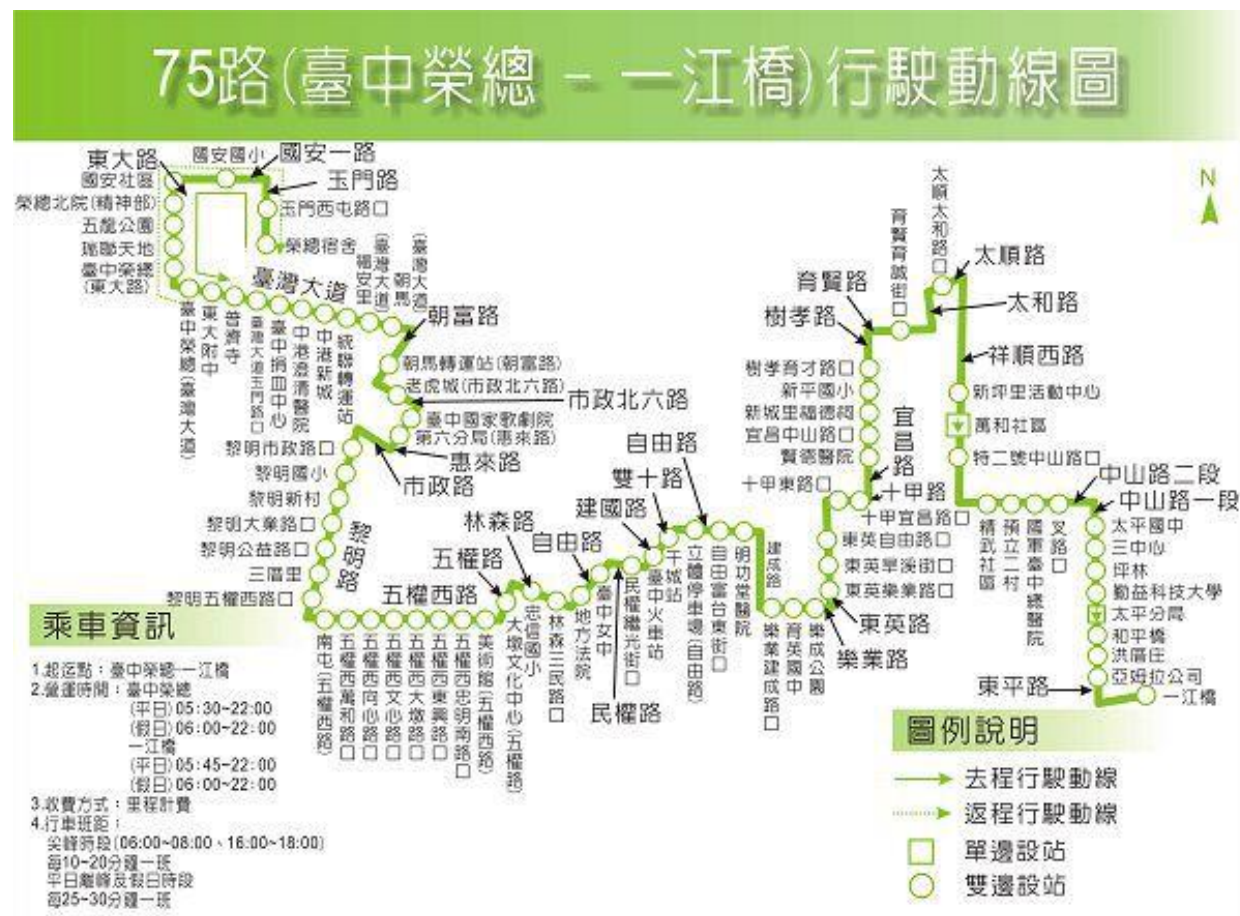 75路(臺中榮總 - 一江橋)行駛動線圖
東大路
國安國小
國安一路
玉門路
國安社區
榮總北院(精神部)
五龍公園
瑞聯天地
臺中榮總
(東大路)
玉門西屯路口
榮總宿舍
臺灣大道
福安里
(臺灣大道)
朝馬
(臺灣大道)
朝富路
臺中榮總(臺灣大道)
東大附中
普濟寺
臺灣大道玉門路口
臺中捐血中心
中港澄清醫院
中港新城
統聯轉運站
朝馬轉運站(朝富路)
老虎城(市政北六路)
市政北六路
臺中國家歌劇院
第六分局(惠來路)
惠來路
市政路
黎明市政路口
黎明國小
黎明新村
黎明大業路口
黎明公益路口
三厝里
黎明五權西路口
黎明路
五權西路
南屯(五權西路)
五權西萬和路口
五權西向心路口
五權西文心路口
五權西大墩路口
五權西東興路口
五權西忠明南路口
美術館(五權西路)
五權路
大墩文化中心(五權路)
林森路
忠信國小
林森三民路口
地方法院
自由路
臺中女中
民權路
民權繼光街口
建國路
臺中火車站
雙十路
干城站
自由路
立體停車場(自由路)
自由富台東街口
明功堂醫院
建成路
樂業建成路口
育英國中
樂成公園
樂業路
東英路
東英樂業路口
東英旱溪街口
東英自由路口
十甲東路口
十甲路
十甲宜昌路口
宜昌路
賢德醫院
宜昌中山路口
新城里福德祠
新平國小
樹孝育才路口
樹孝路
育賢路
育賢育誠街口
太順太和路口
太順路
太和路
祥順西路
新坪里活動中心
萬和社區
特二號中山路口
中山路二段
中山路一段
精武社區
預立二村
國軍臺中總醫院
叉路口
太平國中
三中心
坪林
勤益科技大學
太平分局
和平橋
洪厝庄
亞姆拉公司
東平路
一江橋
N
乘車資訊
1.起迄點：臺中榮總-一江橋
2.營運時間：臺中榮總
(平日)05:30~22:00
(假日)06:00~22:00
一江橋
(平日)05:45~22:00
(假日)06:00~22:00
3.收費方式：里程計費
4.行車班距：
尖峰時段(06:00~08:00、16:00~18:00)
每10~20分鐘一班
平日離峰及假日時段
每25~30分鐘一班
圖例說明
去程行駛動線
返程行駛動線
單邊設站
雙邊設站